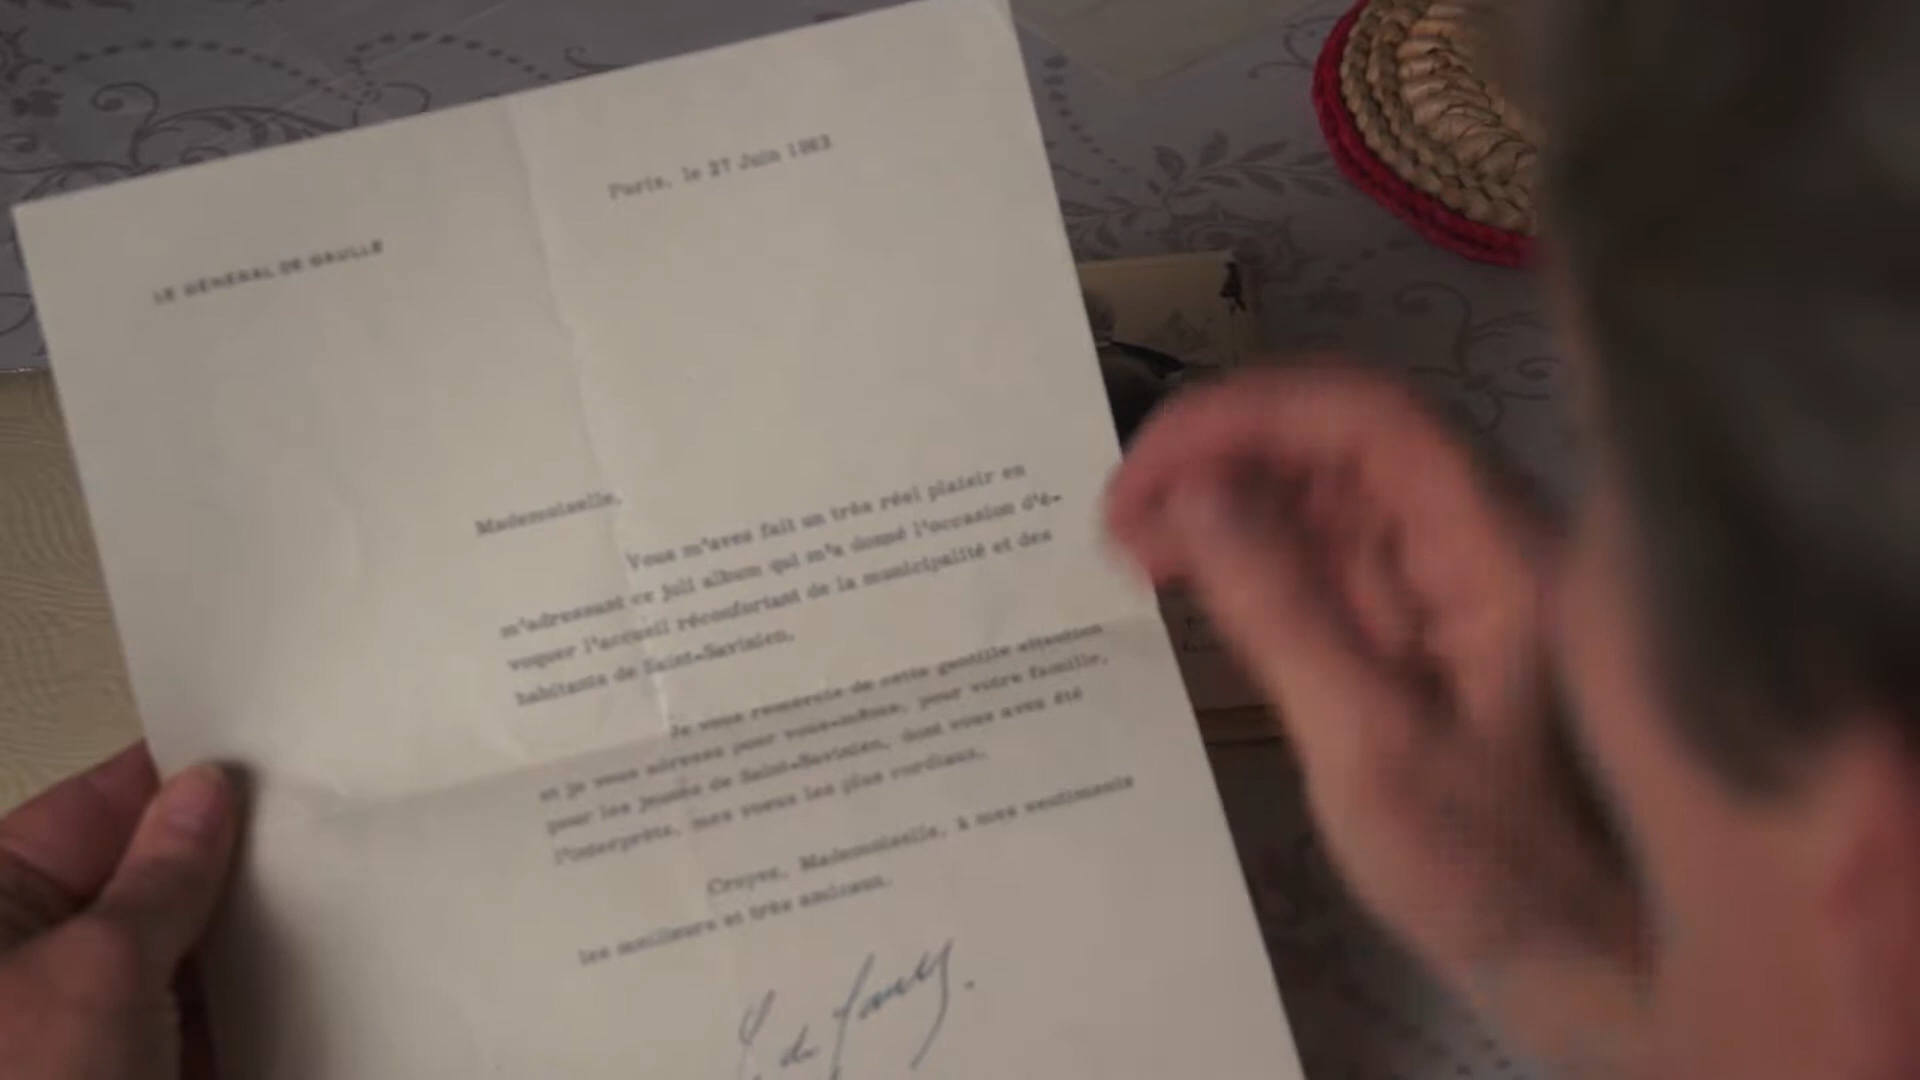 Paris, le 27 Juin 1963
LE GÉNÉRAL DE GAULLE
Mademoiselle,
Vous m'avez fait un très réel plaisir en
m'adressant ce joli album qui m'a donné l'occasion d'é-
voquer l'accueil réconfortant de la municipalité et des
habitants de Saint-Savinien.
Je vous remercie de cette gentille attention
et je vous adresse pour vous-même, pour votre famille,
pour les jeunes de Saint-Savinien, dont vous avez été
l'interprète, mes voeux les plus cordiaux.
Croyez, Mademoiselle, à mes sentiments
les meilleurs et très amicaux.
C. de Gaulle.